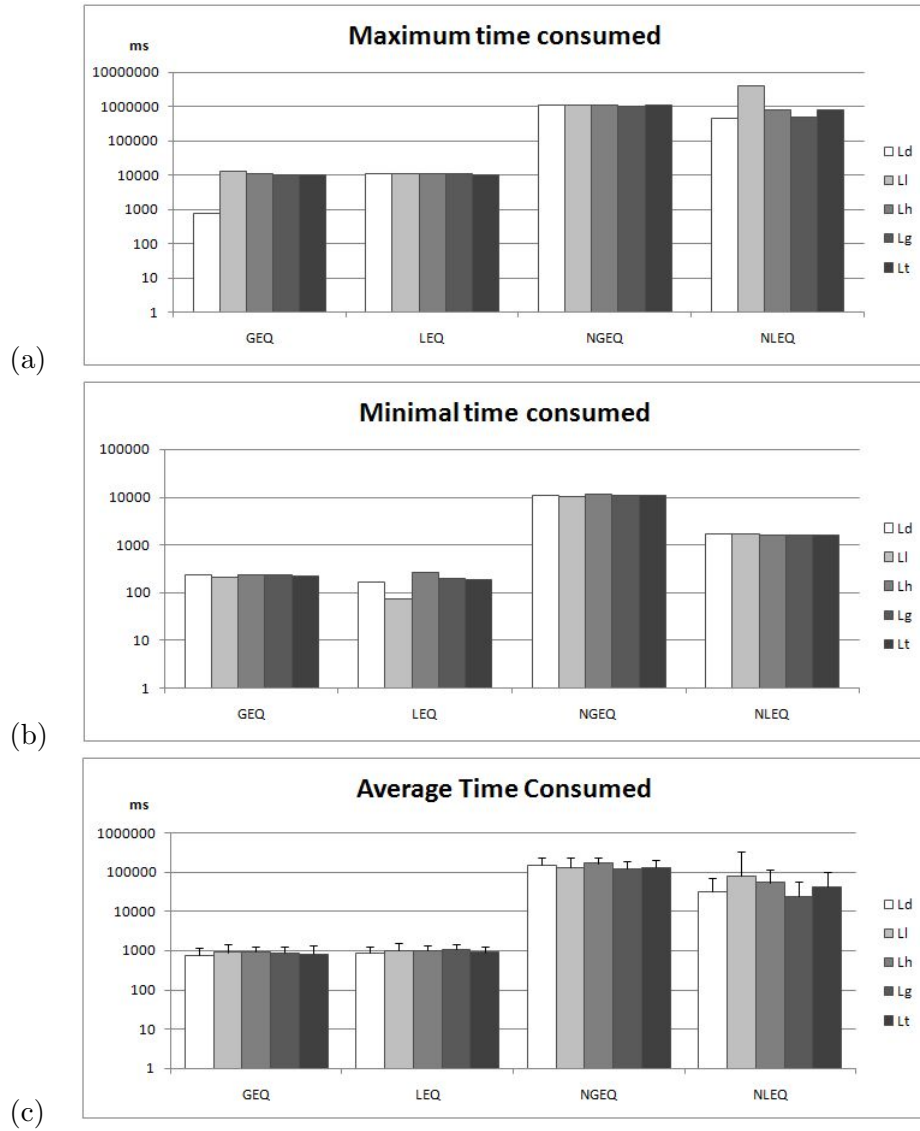 Maximum time consumed
ms
10000000
1000000
100000
10000
1000
100
10
1
GEQ LEQ NGEQ NLEQ
Ld
Ll
Lh
Lg
Lt
(a)
Minimal time consumed
100000
10000
1000
100
10
1
GEQ LEQ NGEQ NLEQ
Ld
Ll
Lh
Lg
Lt
(b)
Average Time Consumed
ms
1000000
100000
10000
1000
100
10
1
GEQ LEQ NGEQ NLEQ
Ld
Ll
Lh
Lg
Lt
(c)